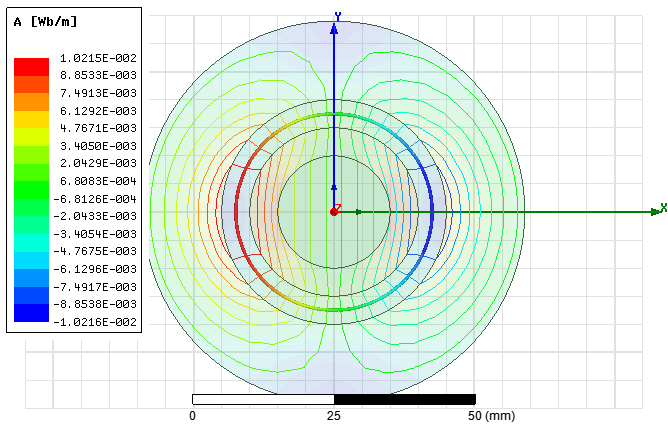 A [Wb/m]
1.0215E-002
8.8533E-003
7.4913E-003
6.1292E-003
4.7671E-003
3.4050E-003
2.0429E-003
6.8083E-004
-6.8126E-004
-2.0433E-003
-3.4054E-003
-4.7675E-003
-6.1296E-003
-7.4917E-003
-8.8538E-003
-1.0216E-002
Y
Z
X
0 25 50 (mm)